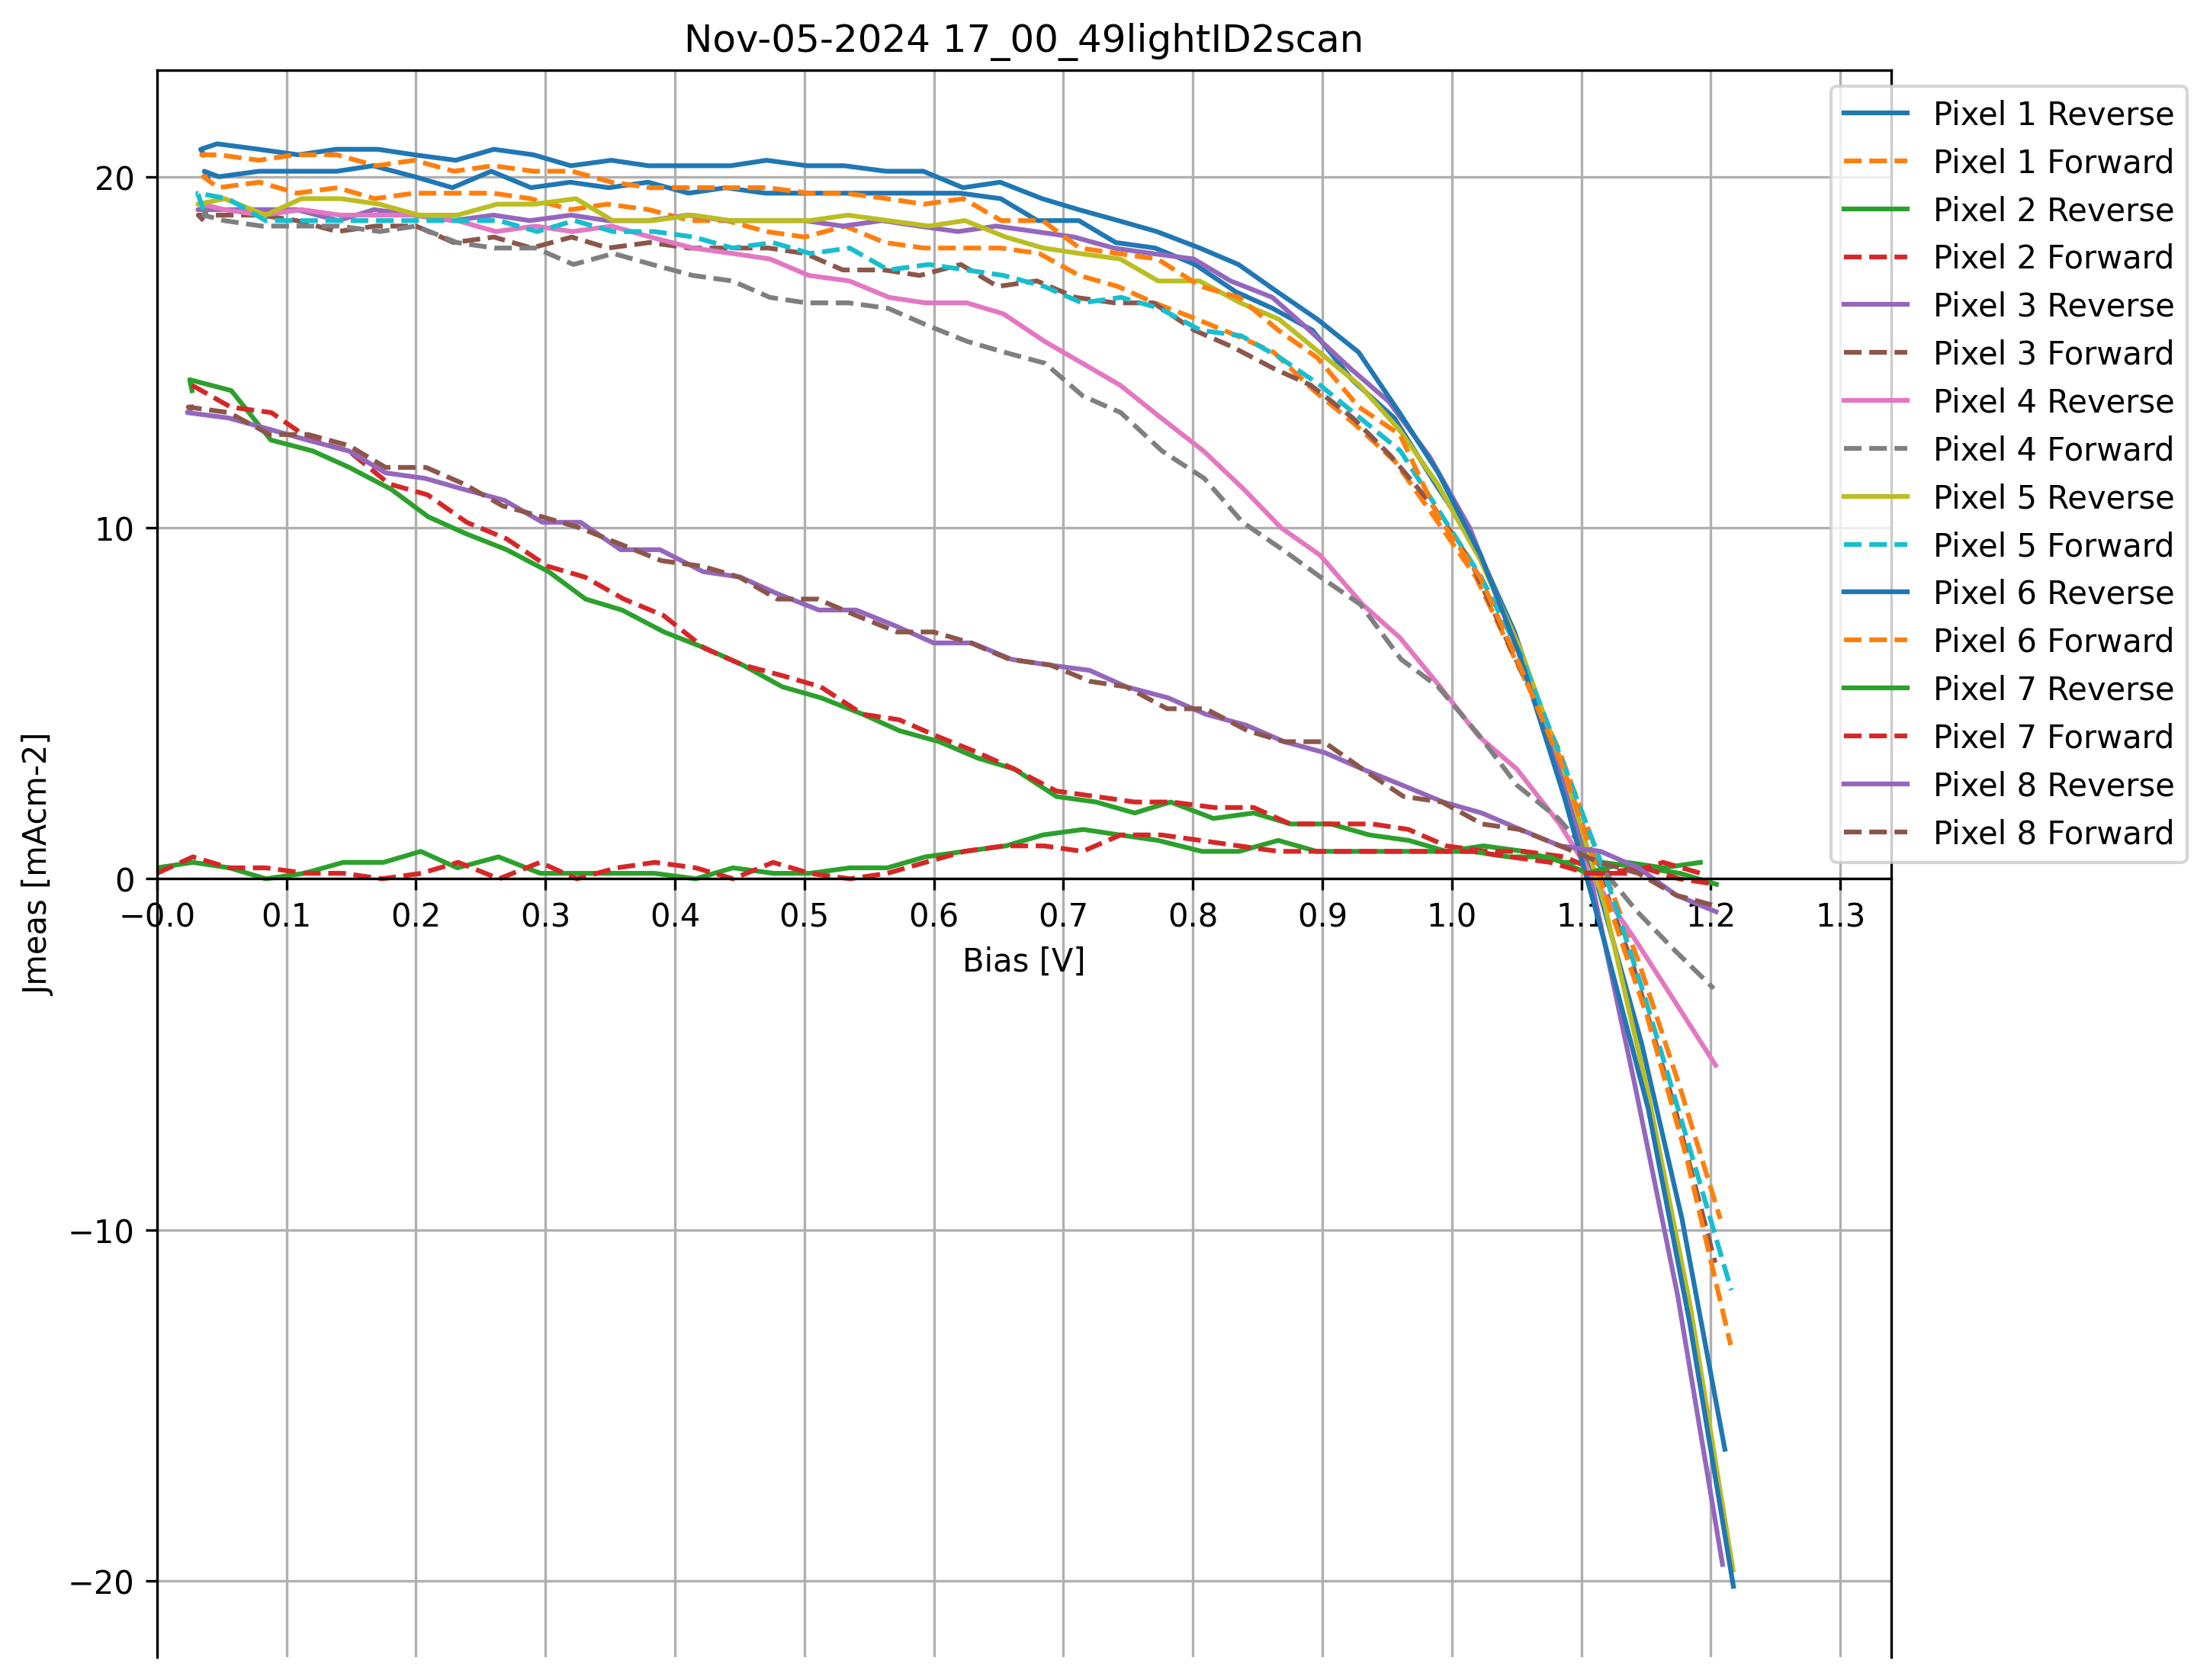 Nov-05-2024 17_00_49lightID2scan
Pixel 1 Reverse
Pixel 1 Forward
Pixel 2 Reverse
Pixel 2 Forward
Pixel 3 Reverse
Pixel 3 Forward
Pixel 4 Reverse
Pixel 4 Forward
Pixel 5 Reverse
Pixel 5 Forward
Pixel 6 Reverse
Pixel 6 Forward
Pixel 7 Reverse
Pixel 7 Forward
Pixel 8 Reverse
Pixel 8 Forward
20
10
0
−10
−20
Jmeas [mAcm-2]
−0.0 0.1 0.2 0.3 0.4 0.5 0.6 0.7 0.8 0.9 1.0 1.1 1.2 1.3
Bias [V]